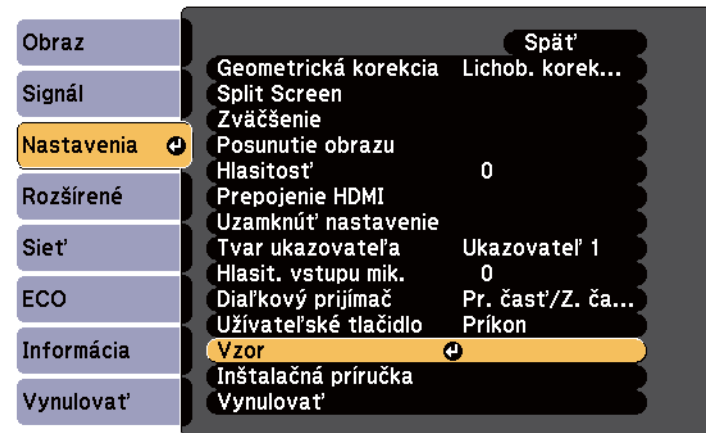 Obraz
Signál
Nastavenia
Rozšírené
Sieť
ECO
Informácia
Vynulovať
Späť
Geometrická korekcia Lichob. korek...
Split Screen
Zväčšenie
Posunutie obrazu
Hlasitosť 0
Prepojenie HDMI
Uzamknúť nastavenie
Tvar ukazovateľa Ukazovateľ 1
Hlasit. vstupu mik. 0
Diaľkový prijímač Pr. časť/Z. ča...
Užívateľské tlačidlo Príkon
Vzor
Inštalačná príručka
Vynulovať